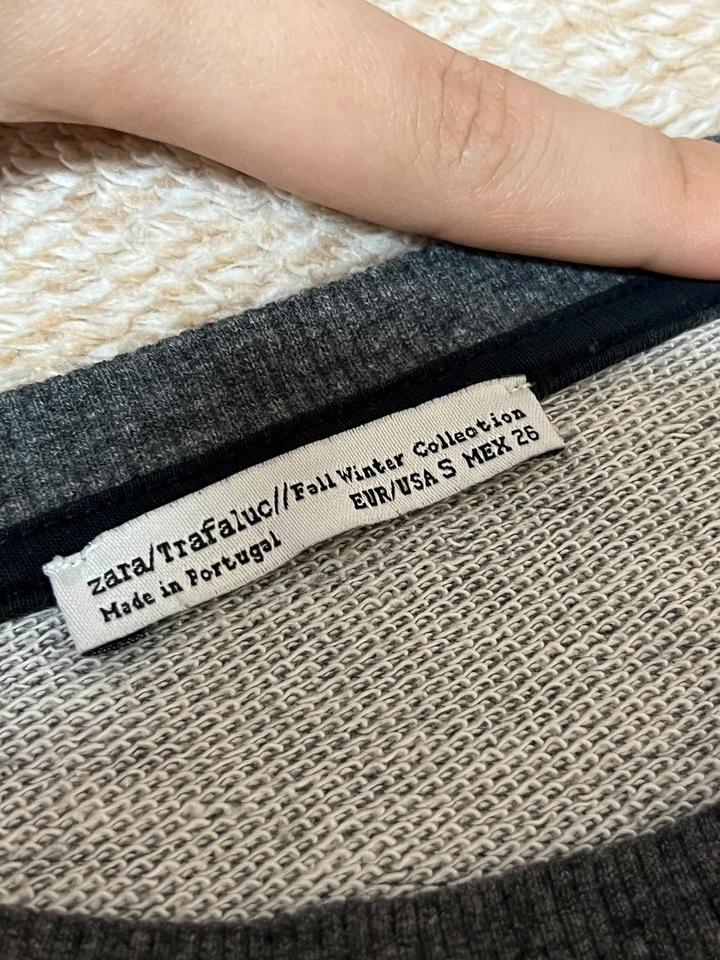 zara/Trafaluc//Fall Winter Collection
Made in Portugal EUR/USA S MEX 26